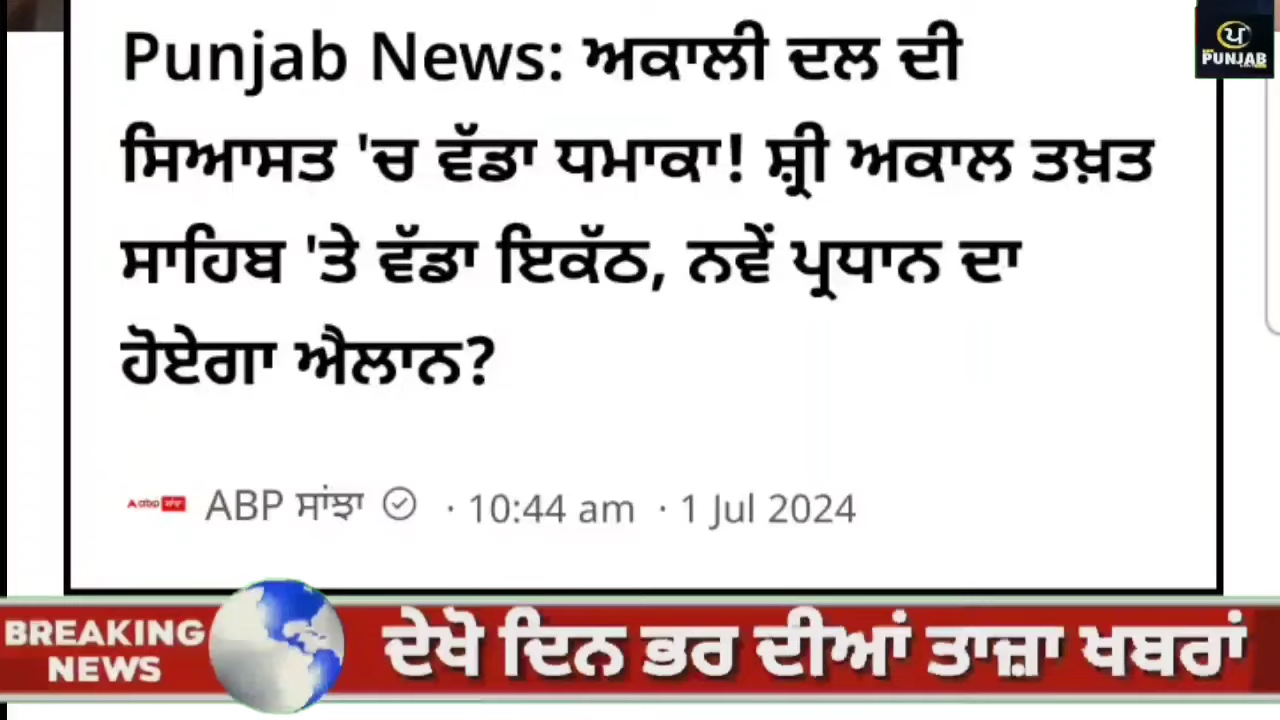 Punjab News: ਅਕਾਲੀ ਦਲ ਦੀ
ਸਿਆਸਤ 'ਚ ਵੱਡਾ ਧਮਾਕਾ! ਸ਼੍ਰੀ ਅਕਾਲ ਤਖ਼ਤ
ਸਾਹਿਬ 'ਤੇ ਵੱਡਾ ਇਕੱਠ, ਨਵੇਂ ਪ੍ਰਧਾਨ ਦਾ
ਹੋਏਗਾ ਐਲਾਨ?
abp ਸਾਂਝਾ ABP ਸਾਂਝਾ · 10:44 am · 1 Jul 2024
ਪ
PUNJAB
BREAKING
NEWS
ਦੇਖੋ ਦਿਨ ਭਰ ਦੀਆਂ ਤਾਜ਼ਾ ਖਬਰਾਂ